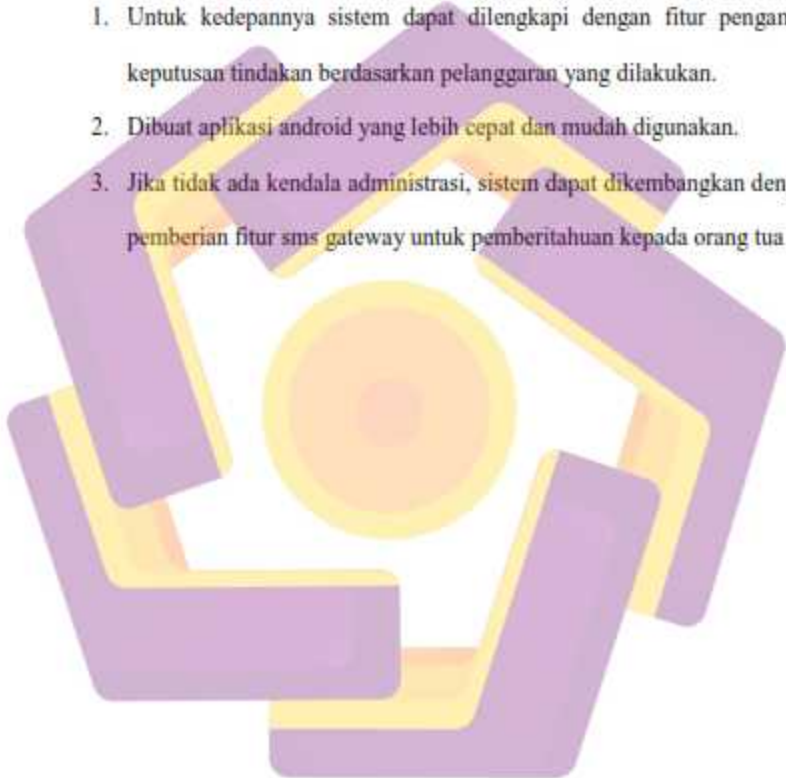 1. Untuk kedepannya sistem dapat dilengkapi dengan fitur pengam
keputusan tindakan berdasarkan pelanggaran yang dilakukan.
2. Dibuat aplikasi android yang lebih cepat dan mudah digunakan.
3. Jika tidak ada kendala administrasi, sistem dapat dikembangkan den
pemberian fitur sms gateway untuk pemberitahuan kepada orang tua